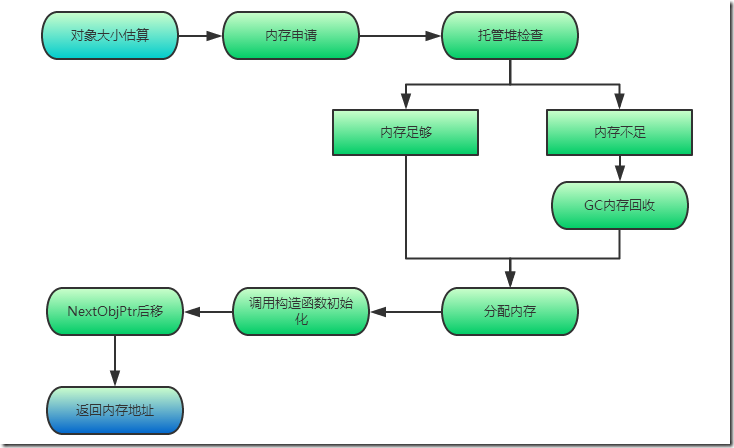 对象大小估算
内存申请
托管堆检查
内存足够
内存不足
GC内存回收
分配内存
调用构造函数初始
化
NextObjPtr后移
返回内存地址